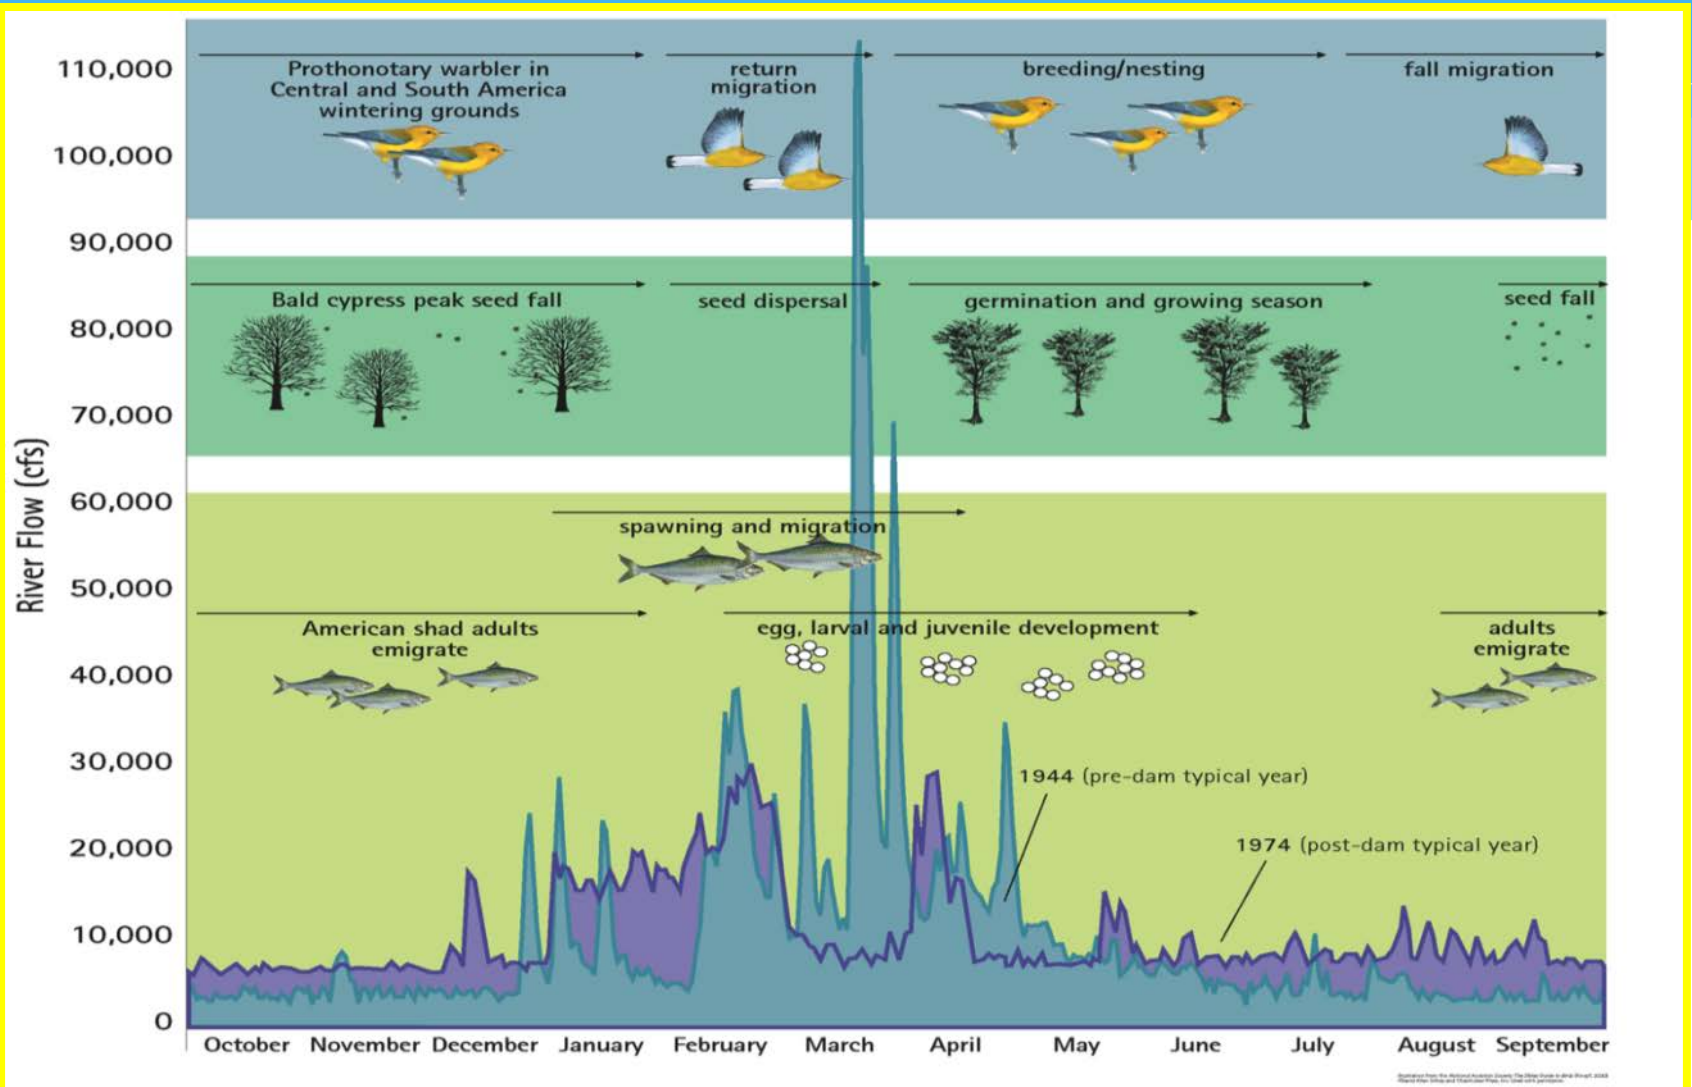 110,000
100,000
90,000
80,000
70,000
60,000
50,000
40,000
30,000
20,000
10,000
0
River Flow (cfs)
Prothonotary warbler in
Central and South America
wintering grounds
return
migration
breeding/nesting
fall migration
Bald cypress peak seed fall
seed dispersal
germination and growing season
seed fall
spawning and migration
American shad adults
emigrate
egg, larval and juvenile development
adults
emigrate
1944 (pre-dam typical year)
1974 (post-dam typical year)
October November December January February March April May June July August September